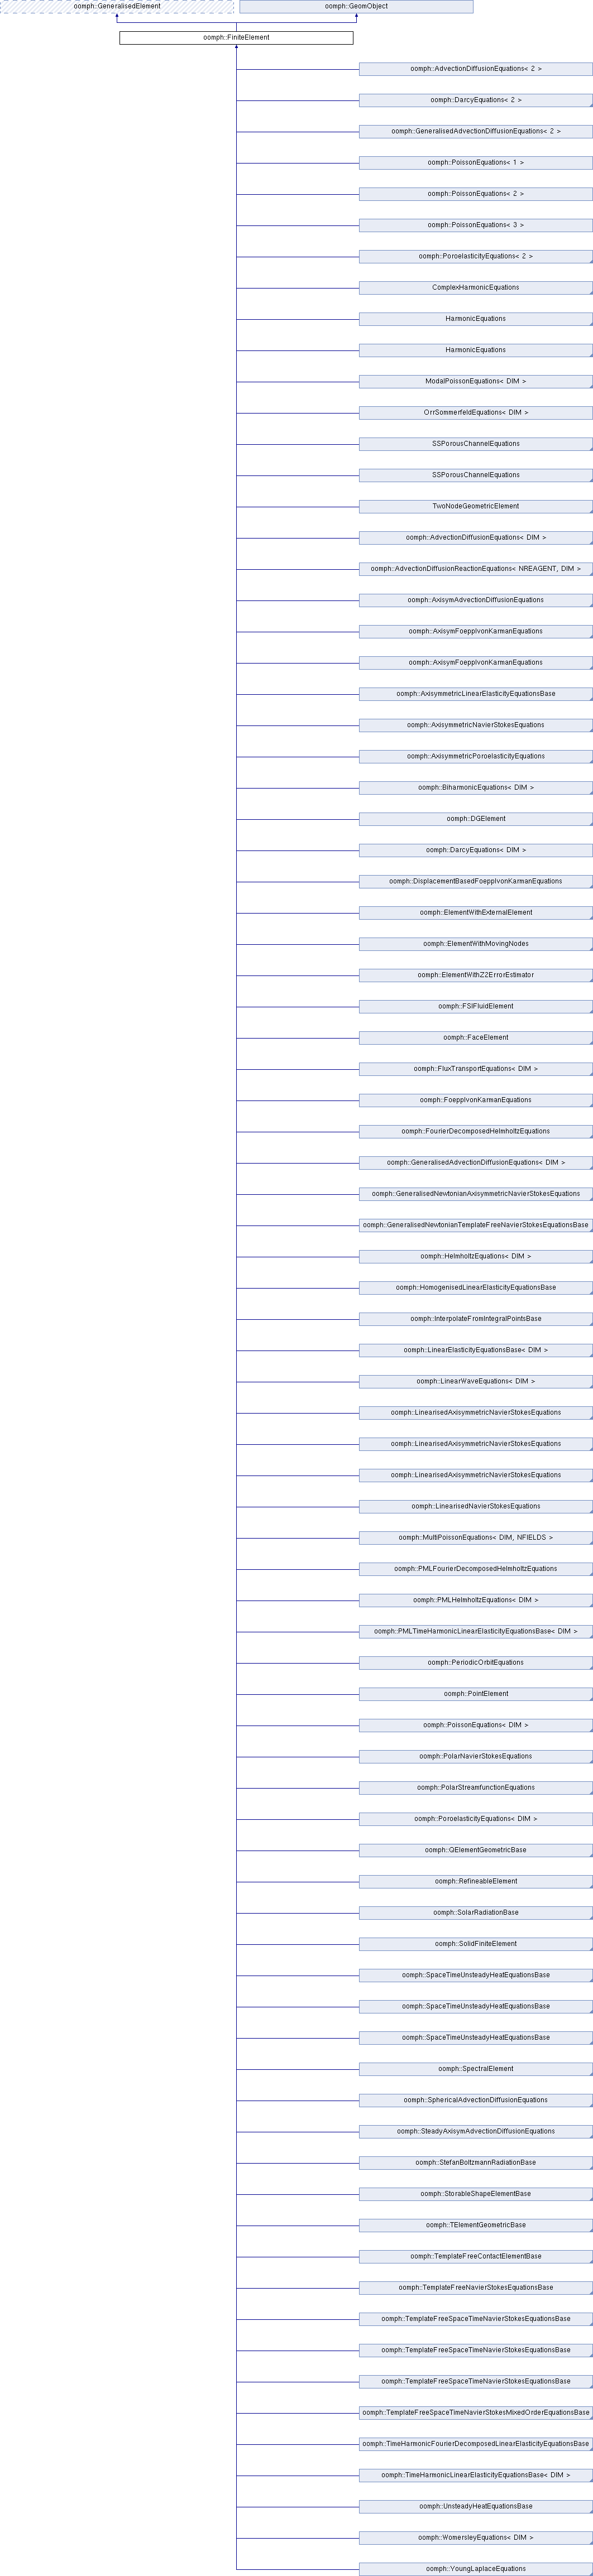 oomph::GeneralisedElement
oomph::GeomObject
oomph::FiniteElement
oomph::AdvectionDiffusionEquations< 2 >
oomph::DarcyEquations< 2 >
oomph::GeneralisedAdvectionDiffusionEquations< 2 >
oomph::PoissonEquations< 1 >
oomph::PoissonEquations< 2 >
oomph::PoissonEquations< 3 >
oomph::PoroelasticityEquations< 2 >
ComplexHarmonicEquations
HarmonicEquations
HarmonicEquations
ModalPoissonEquations< DIM >
OrrSommerfeldEquations< DIM >
SSPorousChannelEquations
SSPorousChannelEquations
TwoNodeGeometricElement
oomph::AdvectionDiffusionEquations< DIM >
oomph::AdvectionDiffusionReactionEquations< NREAGENT, DIM >
oomph::AxisymAdvectionDiffusionEquations
oomph::AxisymFoepplvonKarmanEquations
oomph::AxisymFoepplvonKarmanEquations
oomph::AxisymmetricLinearElasticityEquationsBase
oomph::AxisymmetricNavierStokesEquations
oomph::AxisymmetricPoroelasticityEquations
oomph::BiharmonicEquations< DIM >
oomph::DGElement
oomph::DarcyEquations< DIM >
oomph::DisplacementBasedFoepplvonKarmanEquations
oomph::ElementWithExternalElement
oomph::ElementWithMovingNodes
oomph::ElementWithZ2ErrorEstimator
oomph::FSIFluidElement
oomph::FaceElement
oomph::FluxTransportEquations< DIM >
oomph::FoepplvonKarmanEquations
oomph::FourierDecomposedHelmholtzEquations
oomph::GeneralisedAdvectionDiffusionEquations< DIM >
oomph::GeneralisedNewtonianAxisymmetricNavierStokesEquations
oomph::GeneralisedNewtonianTemplateFreeNavierStokesEquationsBase
oomph::HelmholtzEquations< DIM >
oomph::HomogenisedLinearElasticityEquationsBase
oomph::InterpolateFromIntegralPointsBase
oomph::LinearElasticityEquationsBase< DIM >
oomph::LinearWaveEquations< DIM >
oomph::LinearisedAxisymmetricNavierStokesEquations
oomph::LinearisedAxisymmetricNavierStokesEquations
oomph::LinearisedAxisymmetricNavierStokesEquations
oomph::LinearisedNavierStokesEquations
oomph::MultiPoissonEquations< DIM, NFIELDS >
oomph::PMLFourierDecomposedHelmholtzEquations
oomph::PMLHelmholtzEquations< DIM >
oomph::PMLTimeHarmonicLinearElasticityEquationsBase< DIM >
oomph::PeriodicOrbitEquations
oomph::PointElement
oomph::PoissonEquations< DIM >
oomph::PolarNavierStokesEquations
oomph::PolarStreamfunctionEquations
oomph::PoroelasticityEquations< DIM >
oomph::QElementGeometricBase
oomph::RefineableElement
oomph::SolarRadiationBase
oomph::SolidFiniteElement
oomph::SpaceTimeUnsteadyHeatEquationsBase
oomph::SpaceTimeUnsteadyHeatEquationsBase
oomph::SpaceTimeUnsteadyHeatEquationsBase
oomph::SpectralElement
oomph::SphericalAdvectionDiffusionEquations
oomph::SteadyAxisymAdvectionDiffusionEquations
oomph::StefanBoltzmannRadiationBase
oomph::StorableShapeElementBase
oomph::TElementGeometricBase
oomph::TemplateFreeContactElementBase
oomph::TemplateFreeNavierStokesEquationsBase
oomph::TemplateFreeSpaceTimeNavierStokesEquationsBase
oomph::TemplateFreeSpaceTimeNavierStokesEquationsBase
oomph::TemplateFreeSpaceTimeNavierStokesEquationsBase
oomph::TemplateFreeSpaceTimeNavierStokesMixedOrderEquationsBase
oomph::TimeHarmonicFourierDecomposedLinearElasticityEquationsBase
oomph::TimeHarmonicLinearElasticityEquationsBase< DIM >
oomph::UnsteadyHeatEquationsBase
oomph::WomersleyEquations< DIM >
oomph::YoungLaplaceEquations